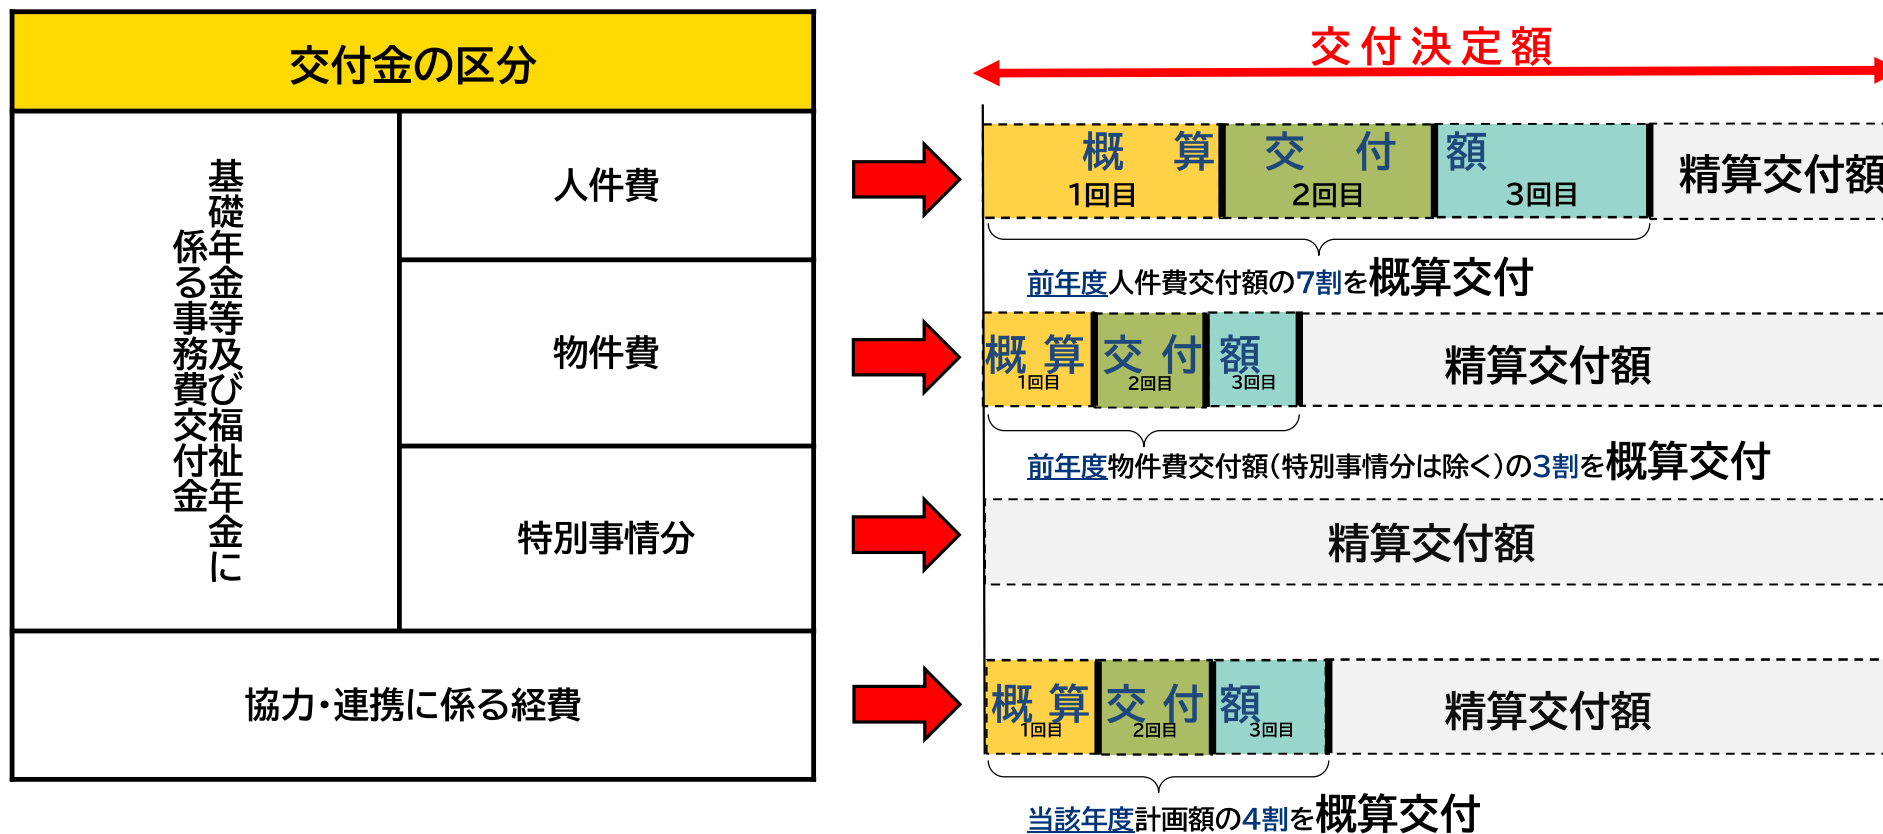 交付金の区分
基礎年金等及び福祉年金に
係る事務費交付金
人件費
物件費
特別事情分
協力・連携に係る経費
交付決定額
概算交付額
1回目
2回目
3回目
精算交付額
前年度人件費交付額の7割を概算交付
概算交付額
1回目
2回目
3回目
精算交付額
前年度物件費交付額(特別事情分は除く)の3割を概算交付
精算交付額
概算交付額
1回目
2回目
3回目
精算交付額
当該年度計画額の4割を概算交付